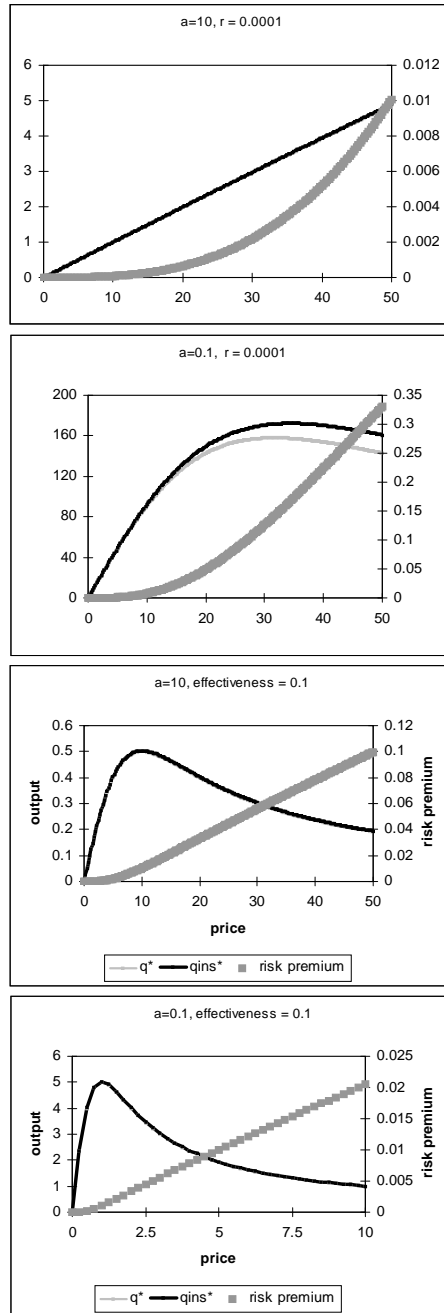 a=10, r = 0.0001
6 0.012
5 0.01
4 0.008
3 0.006
2 0.004
1 0.002
0 0
0 10 20 30 40 50
a=0.1, r = 0.0001
200 0.35
160 0.3
0.25
120 0.2
80 0.15
40 0.1
0.05
0 0
0 10 20 30 40 50
a=10, effectiveness = 0.1
output
risk premium
0.6 0.12
0.5 0.1
0.4 0.08
0.3 0.06
0.2 0.04
0.1 0.02
0 0
0 10 20 30 40 50
price
q* qins* risk premium
a=0.1, effectiveness = 0.1
output
risk premium
6 0.025
5 0.02
4
3 0.015
2 0.01
1 0.005
0 0
0 2.5 5 7.5 10
price
q* qins* risk premium